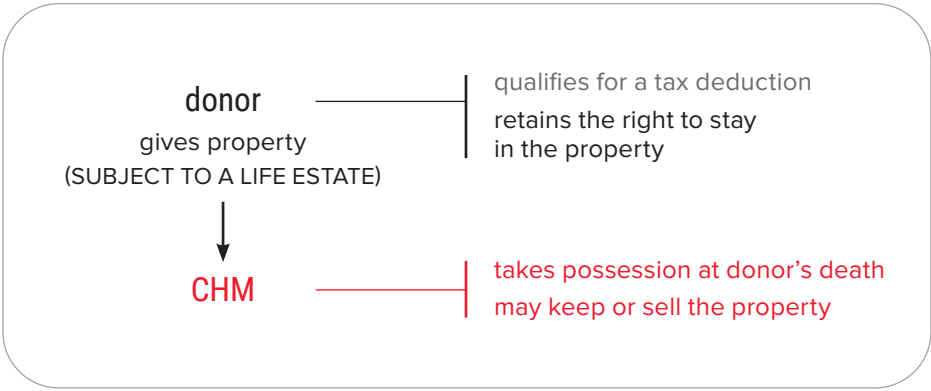 donor
gives property
(SUBJECT TO A LIFE ESTATE)
qualifies for a tax deduction
retains the right to stay
in the property
CHM
takes possession at donor’s death
may keep or sell the property